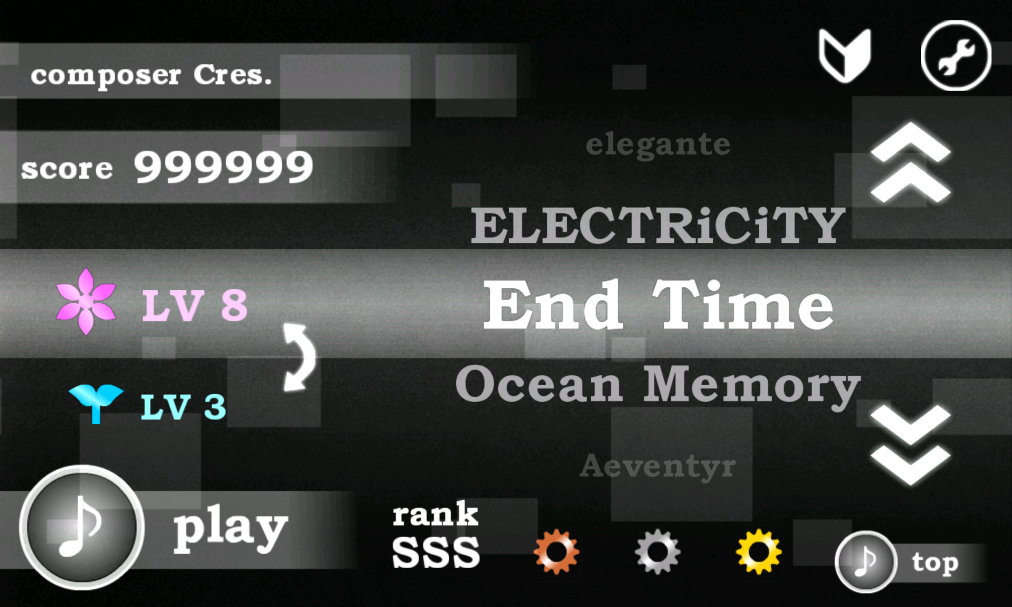 composer Cres.
score 999999
elegante
ELECTRiCiTY
LV 8
End Time
Ocean Memory
LV 3
Aeventyr
play
rank
SSS
top